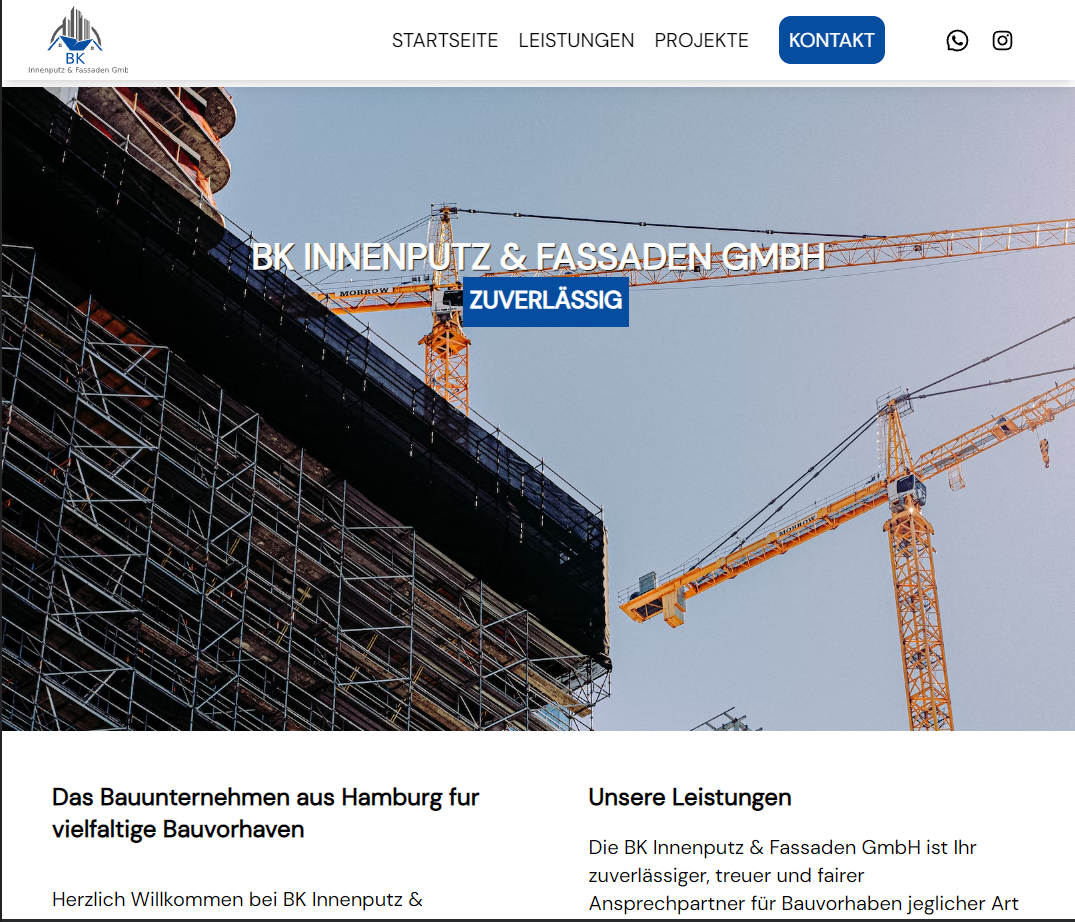 BK
Innenputz & Fassaden Gmb
STARTSEITE LEISTUNGEN PROJEKTE KONTAKT
BK INNENPUTZ & FASSADEN GMBH
MORROW
ZUVERLÄSSIG
MORROW
Das Bauunternehmen aus Hamburg fur
vielfaltige Bauvorhaven
Herzlich Willkommen bei BK Innenputz &
Unsere Leistungen
Die BK Innenputz & Fassaden GmbH ist Ihr
zuverlässiger, treuer und fairer
Ansprechpartner für Bauvorhaben jeglicher Art